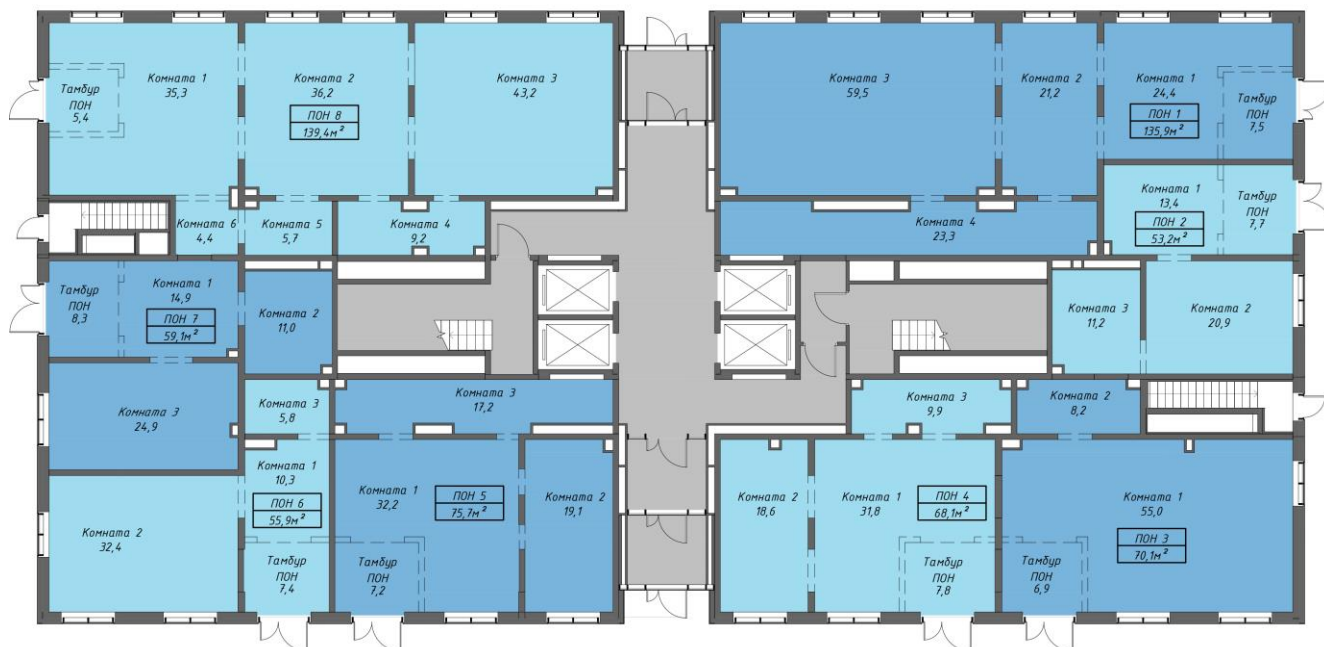 Комната 1
35,3
Тамбур
ПОН
5,4
Комната 2
36,2
ПОН 8
139,4м²
Комната 3
43,2
Комната 6
4,4
Комната 5
5,7
Комната 4
9,2
Комната 3
59,5
Комната 2
21,2
Комната 1
24,4
ПОН 1
135,9м²
Тамбур
ПОН
7,5
Комната 4
23,3
Комната 1
13,4
ПОН 2
53,2м²
Тамбур
ПОН
7,7
Комната 3
11,2
Комната 2
20,9
Тамбур
ПОН
8,3
Комната 1
14,9
ПОН 7
59,1м²
Комната 2
11,0
Комната 3
24,9
Комната 3
5,8
Комната 1
10,3
ПОН 6
55,9м²
Комната 2
32,4
Тамбур
ПОН
7,4
Комната 3
17,2
Комната 1
32,2
ПОН 5
75,7м²
Комната 2
19,1
Тамбур
ПОН
7,2
Комната 3
9,9
Комната 2
18,6
Комната 1
31,8
ПОН 4
68,1м²
Тамбур
ПОН
7,8
Комната 2
8,2
Комната 1
55,0
ПОН 3
70,1м²
Тамбур
ПОН
6,9